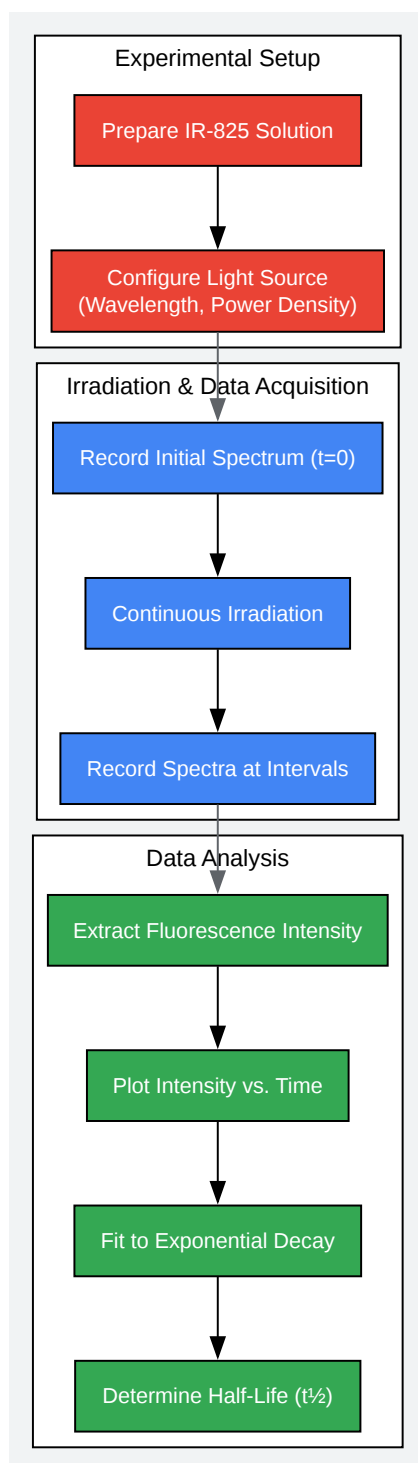 Experimental Setup
Prepare IR-825 Solution
Configure Light Source
(Wavelength, Power Density)
Irradiation & Data Acquisition
Record Initial Spectrum (t=0)
Continuous Irradiation
Record Spectra at Intervals
Data Analysis
Extract Fluorescence Intensity
Plot Intensity vs. Time
Fit to Exponential Decay
Determine Half-Life (t½)